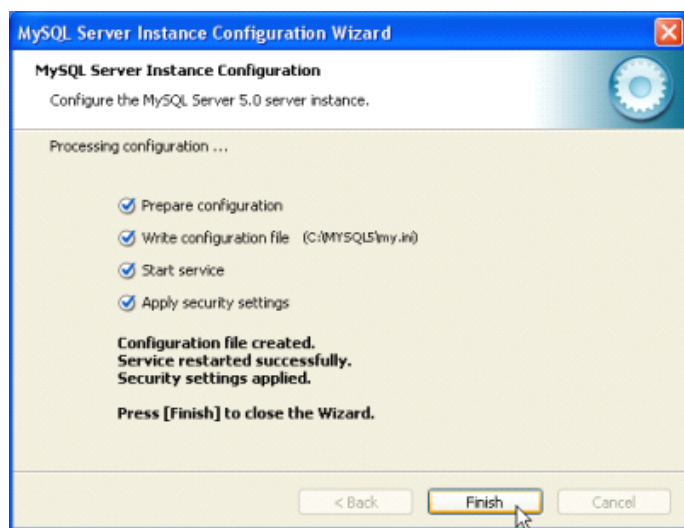 MySQL Server Instance Configuration Wizard
MySQL Server Instance Configuration
Configure the MySQL Server 5.0 server instance.
Processing configuration ...
Prepare configuration
Write configuration file (C:\MYSQL5\my.ini)
Start service
Apply security settings
Configuration file created.
Service restarted successfully.
Security settings applied.
Press [Finish] to close the Wizard.
< Back Finish Cancel